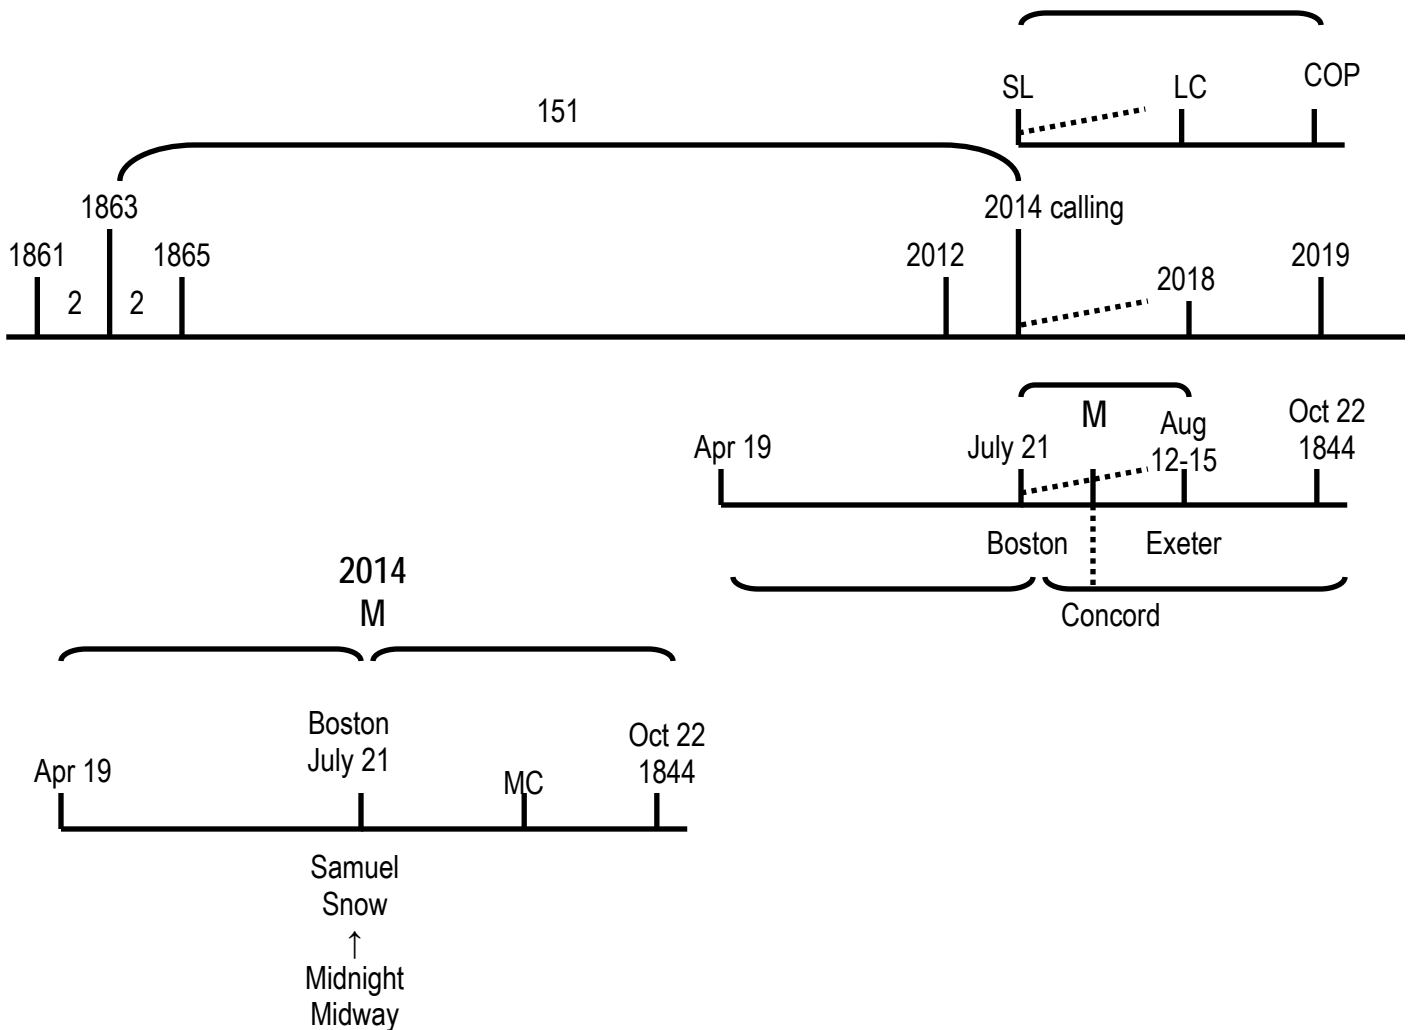 SL
LC
COP
151
1863
2014 calling
1861
1865
2012
2018
2019
2
2
M
Aug
12-15
Oct 22
1844
Apr 19
July 21
Boston
Exeter
Concord
2014
M
Boston
July 21
Oct 22
1844
Apr 19
MC
Samuel
Snow
↑
Midnight
Midway